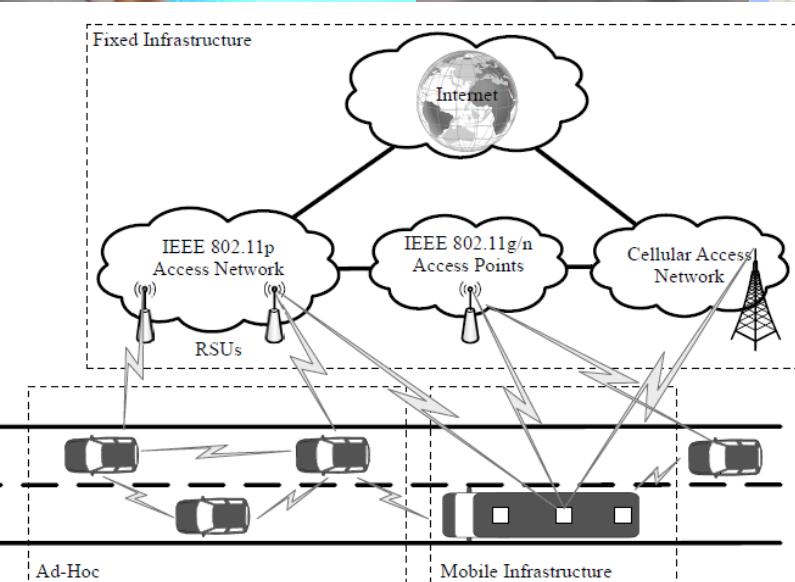 Fixed Infrastructure
Internet
IEEE 802.11p
Access Network
IEEE 802.11g/n
Access Points
Cellular Access
Network
RSUs
Ad-Hoc
Mobile Infrastructure